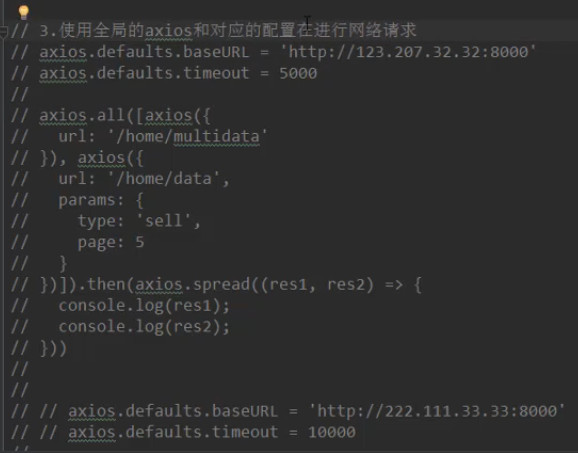 // 3.使用全局的axios和对应的配置在进行网络请求
// axios.defaults.baseURL = 'http://123.207.32.32:8000'
// axios.defaults.timeout = 5000
//
// axios.all([axios({
//   url: '/home/multidata'
// }), axios({
//   url: '/home/data',
//   params: {
//     type: 'sell',
//     page: 5
//   }
// })]).then(axios.spread((res1, res2) => {
//   console.log(res1);
//   console.log(res2);
// }))
//
//
// // axios.defaults.baseURL = 'http://222.111.33.33:8000'
// // axios.defaults.timeout = 10000